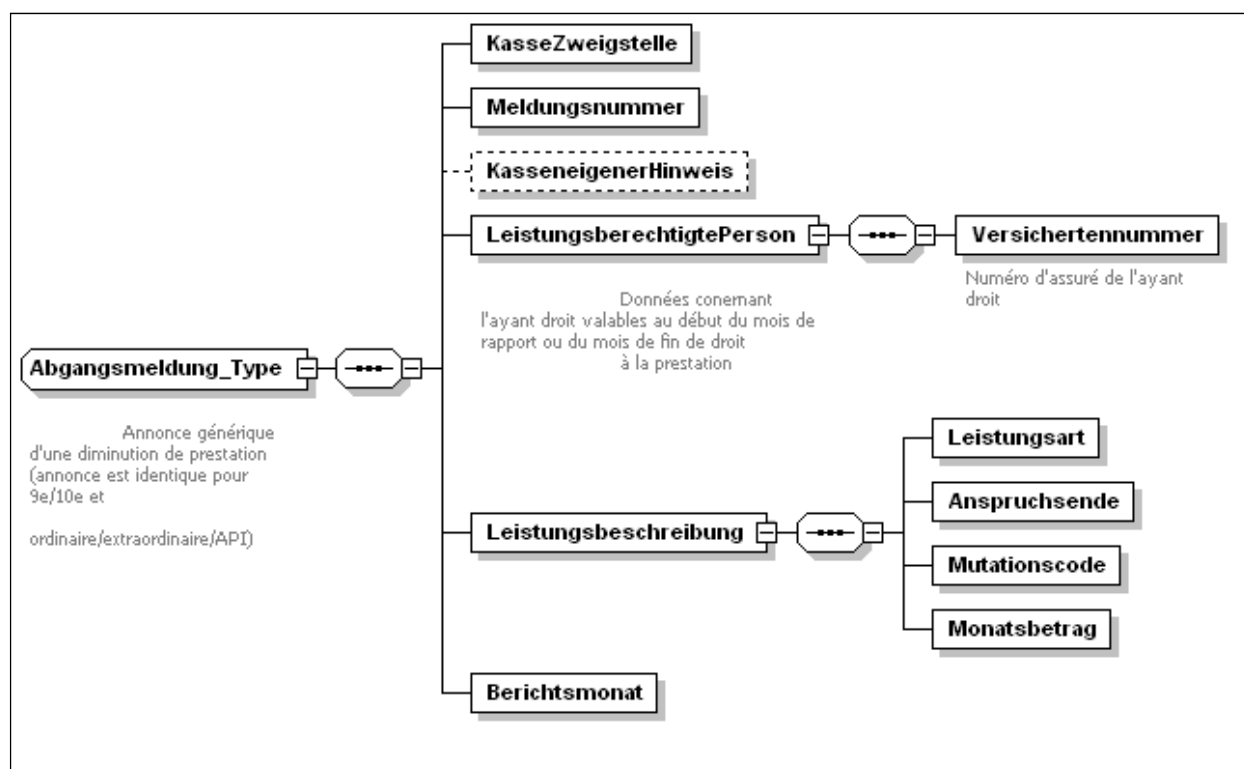 KasseZweigstelle
Meldungsnummer
KasseneigenerHinweis
LeistungsberechtigtePerson
Versichertennummer
Numéro d'assuré de l'ayant
droit
Données conernant
l'ayant droit valables au début du mois de
rapport ou du mois de fin de droit
à la prestation
Abgangsmeldung_Type
Annonce générique
d'une diminution de prestation
(annonce est identique pour
9e/10e et
ordinaire/extraordinaire/API)
Leistungsbeschreibung
Leistungsart
Anspruchsende
Mutationscode
Monatsbetrag
Berichtsmonat